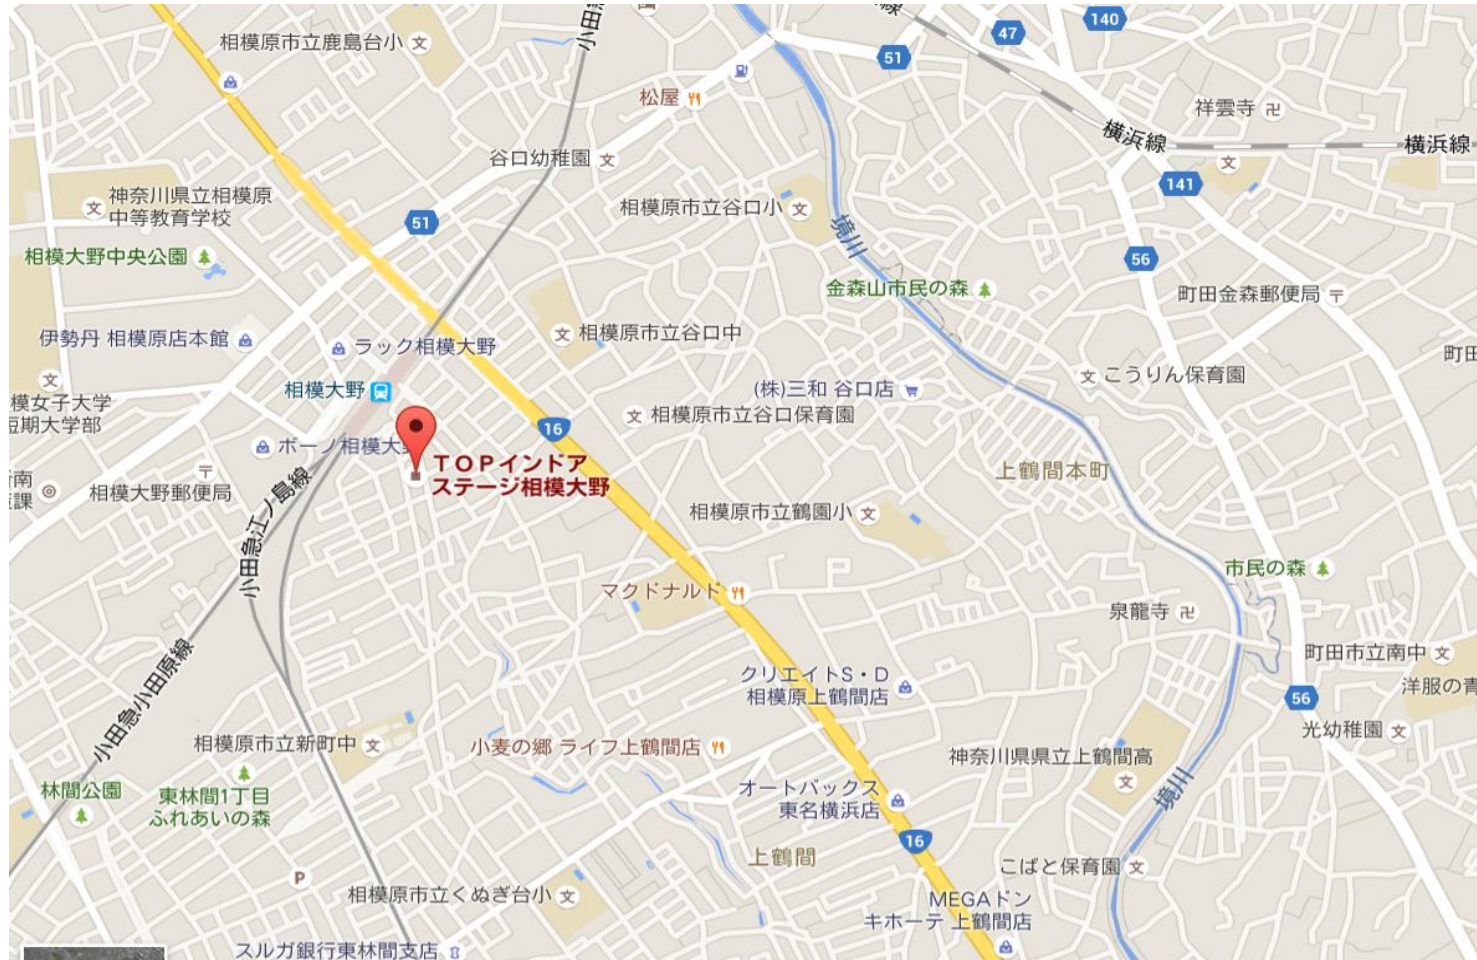 小田急
線
140
47
51
相模原市立鹿島台小
松屋
祥雲寺
横浜線
横浜線
谷口幼稚園
141
神奈川県立相模原
中等教育学校
相模原市立谷口小
51
境川
相模大野中央公園
56
金森山市民の森
町田金森郵便局
伊勢丹 相模原店本館
ラック相模大野
相模原市立谷口中
町田
相模大野
(株)三和 谷口店
こうりん保育園
模女子大学
短期大学部
相模原市立谷口保育園
16
ボーノ相模大
TOPインドア
ステージ相模大野
上鶴間本町
南
課
相模大野郵便局
小田急江ノ島線
相模原市立鶴園小
市民の森
マクドナルド
泉龍寺
小田急小田原線
町田市立南中
クリエイトS・D
相模原上鶴間店
洋服の青
56
相模原市立新町中
小麦の郷 ライフ上鶴間店
光幼稚園
神奈川県県立上鶴間高
林間公園
東林間1丁目
ふれあいの森
オートバックス
東名横浜店
境川
16
上鶴間
こばと保育園
P
相模原市立くぬぎ台小
MEGAドン
キホーテ 上鶴間店
スルガ銀行東林間支店